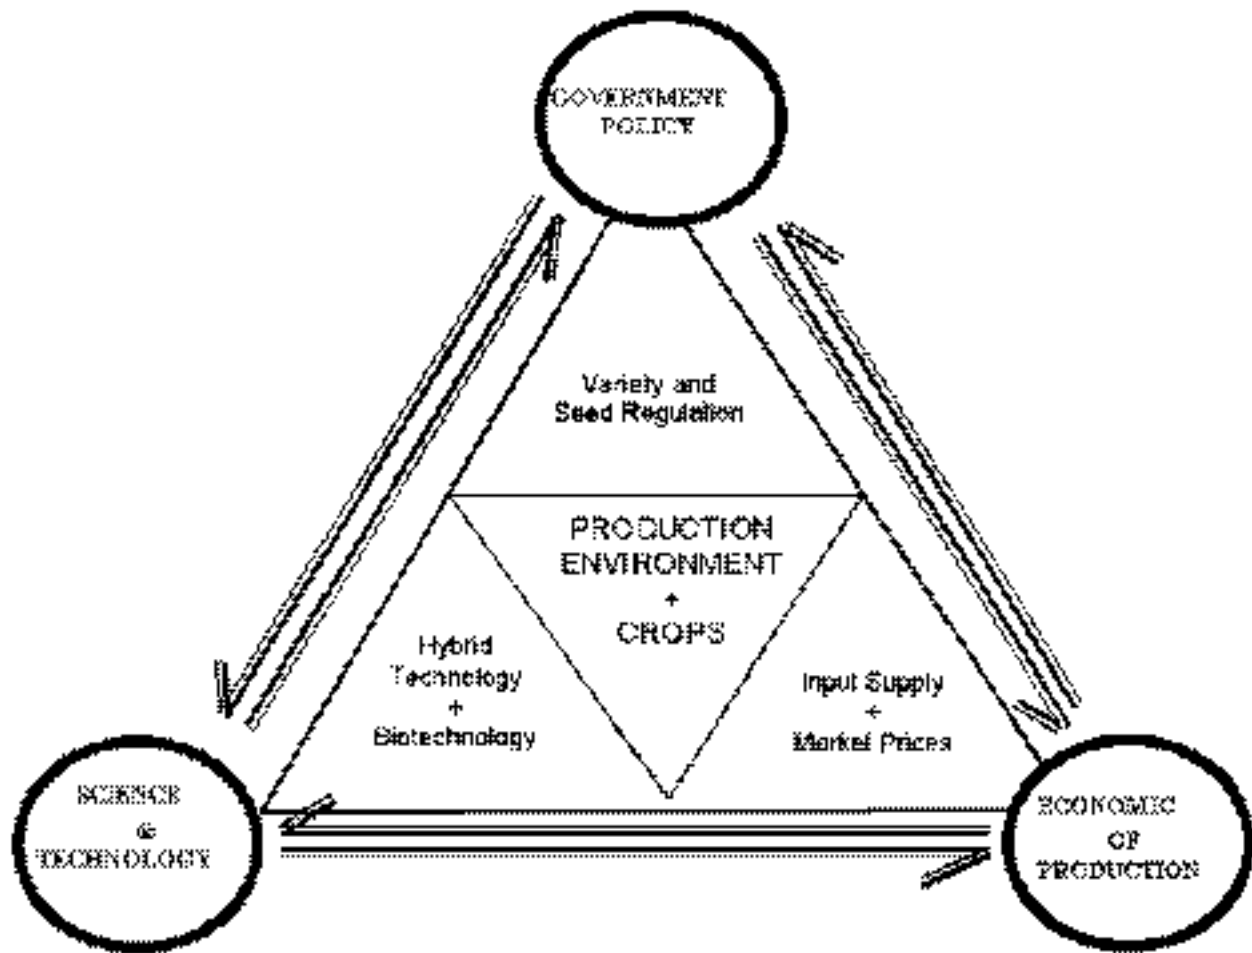 GOVERNMENT
POLICY
Variety and
Seed Regulation
PRODUCTION
ENVIRONMENT
+
CROPS
Hybrid
Technology
+
Biotechnology
Input Supply
+
Market Prices
SCIENCE
&
TECHNOLOGY
ECONOMIC
OF
PRODUCTION